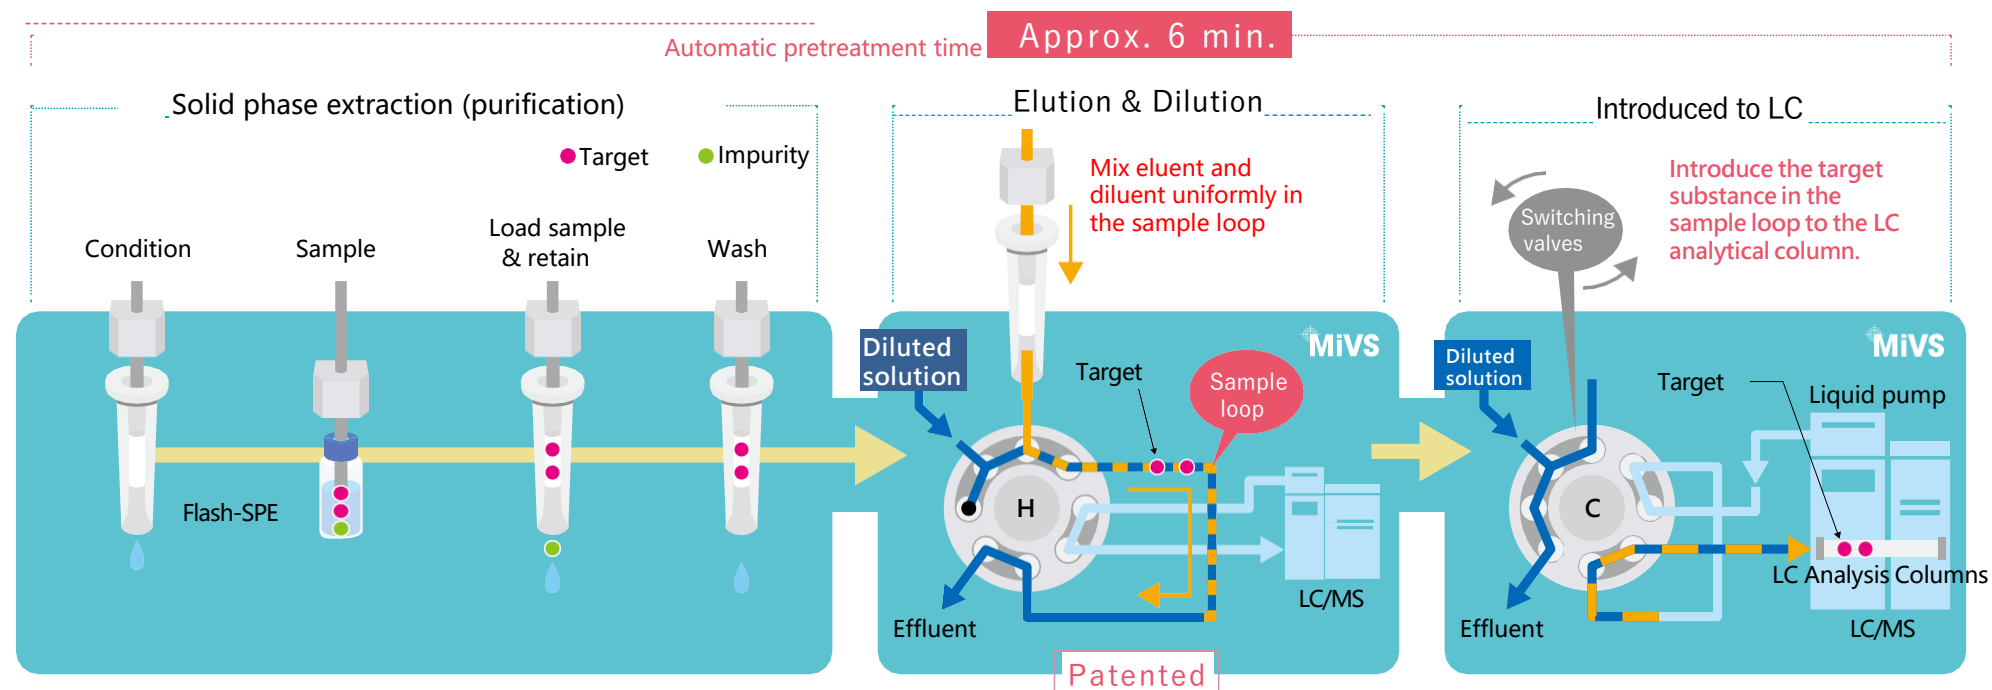 Automatic pretreatment time
Approx. 6 min.
Solid phase extraction (purification)
Target
Impurity
Condition
Sample
Load sample
& retain
Wash
Flash-SPE
Elution & Dilution
Mix eluent and
diluent uniformly in
the sample loop
MiVS
Diluted
solution
Target
Sample
loop
H
LC/MS
Effluent
Patented
Introduced to LC
Switching
valves
Introduce the target
substance in the
sample loop to the LC
analytical column.
MiVS
Diluted
solution
Target
Liquid pump
C
LC Analysis Columns
Effluent
LC/MS